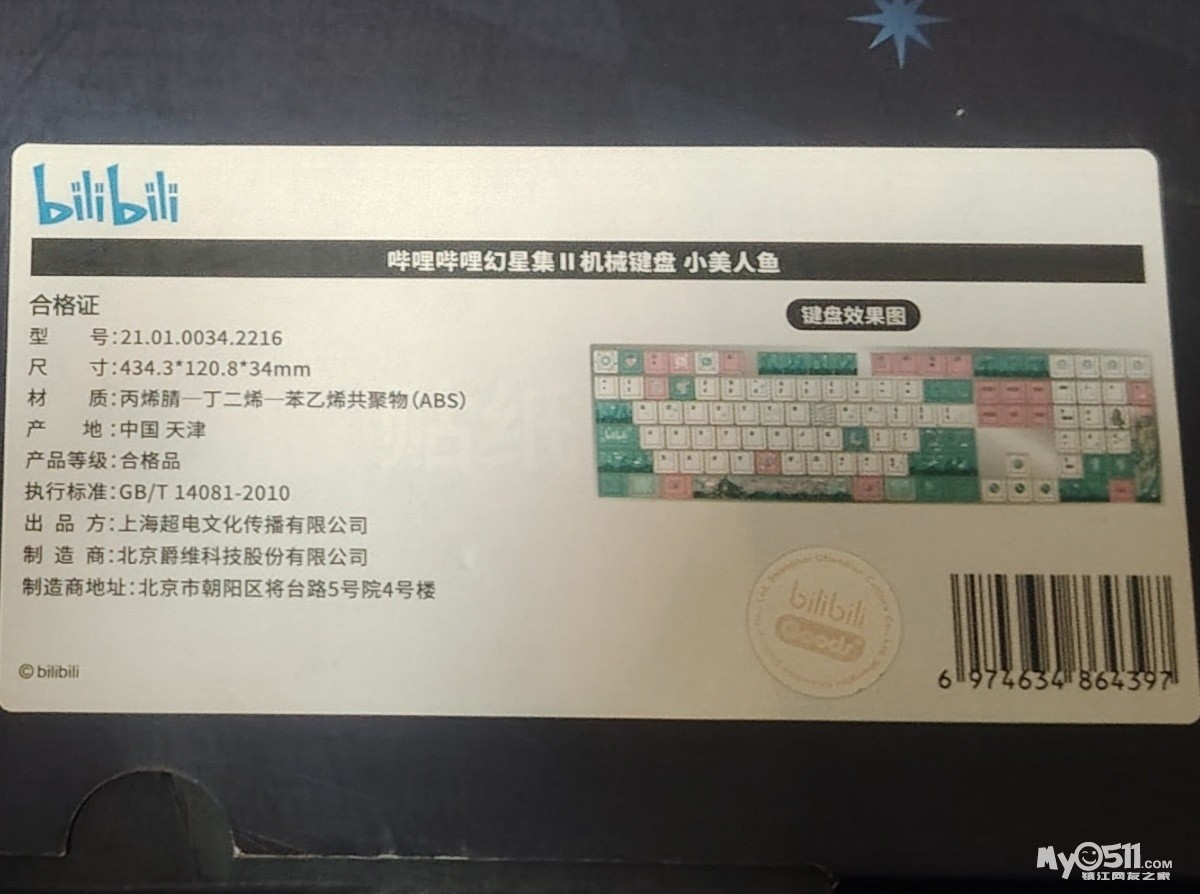 bilibili
哔哩哔哩幻星集II机械键盘 小美人鱼
合格证
型 号:21.01.0034.2216
尺 寸:434.3*120.8*34mm
材 质:丙烯腈—丁二烯—苯乙烯共聚物(ABS)
产 地:中国 天津
产品等级:合格品
执行标准:GB/T 14081-2010
出 品 方:上海超电文化传播有限公司
制 造 商:北京爵维科技股份有限公司
制造商地址:北京市朝阳区将台路5号院4号楼
©bilibili
键盘效果图
bilibili
Goods
6 974634 864397
My0511.COM
镇江网友之家